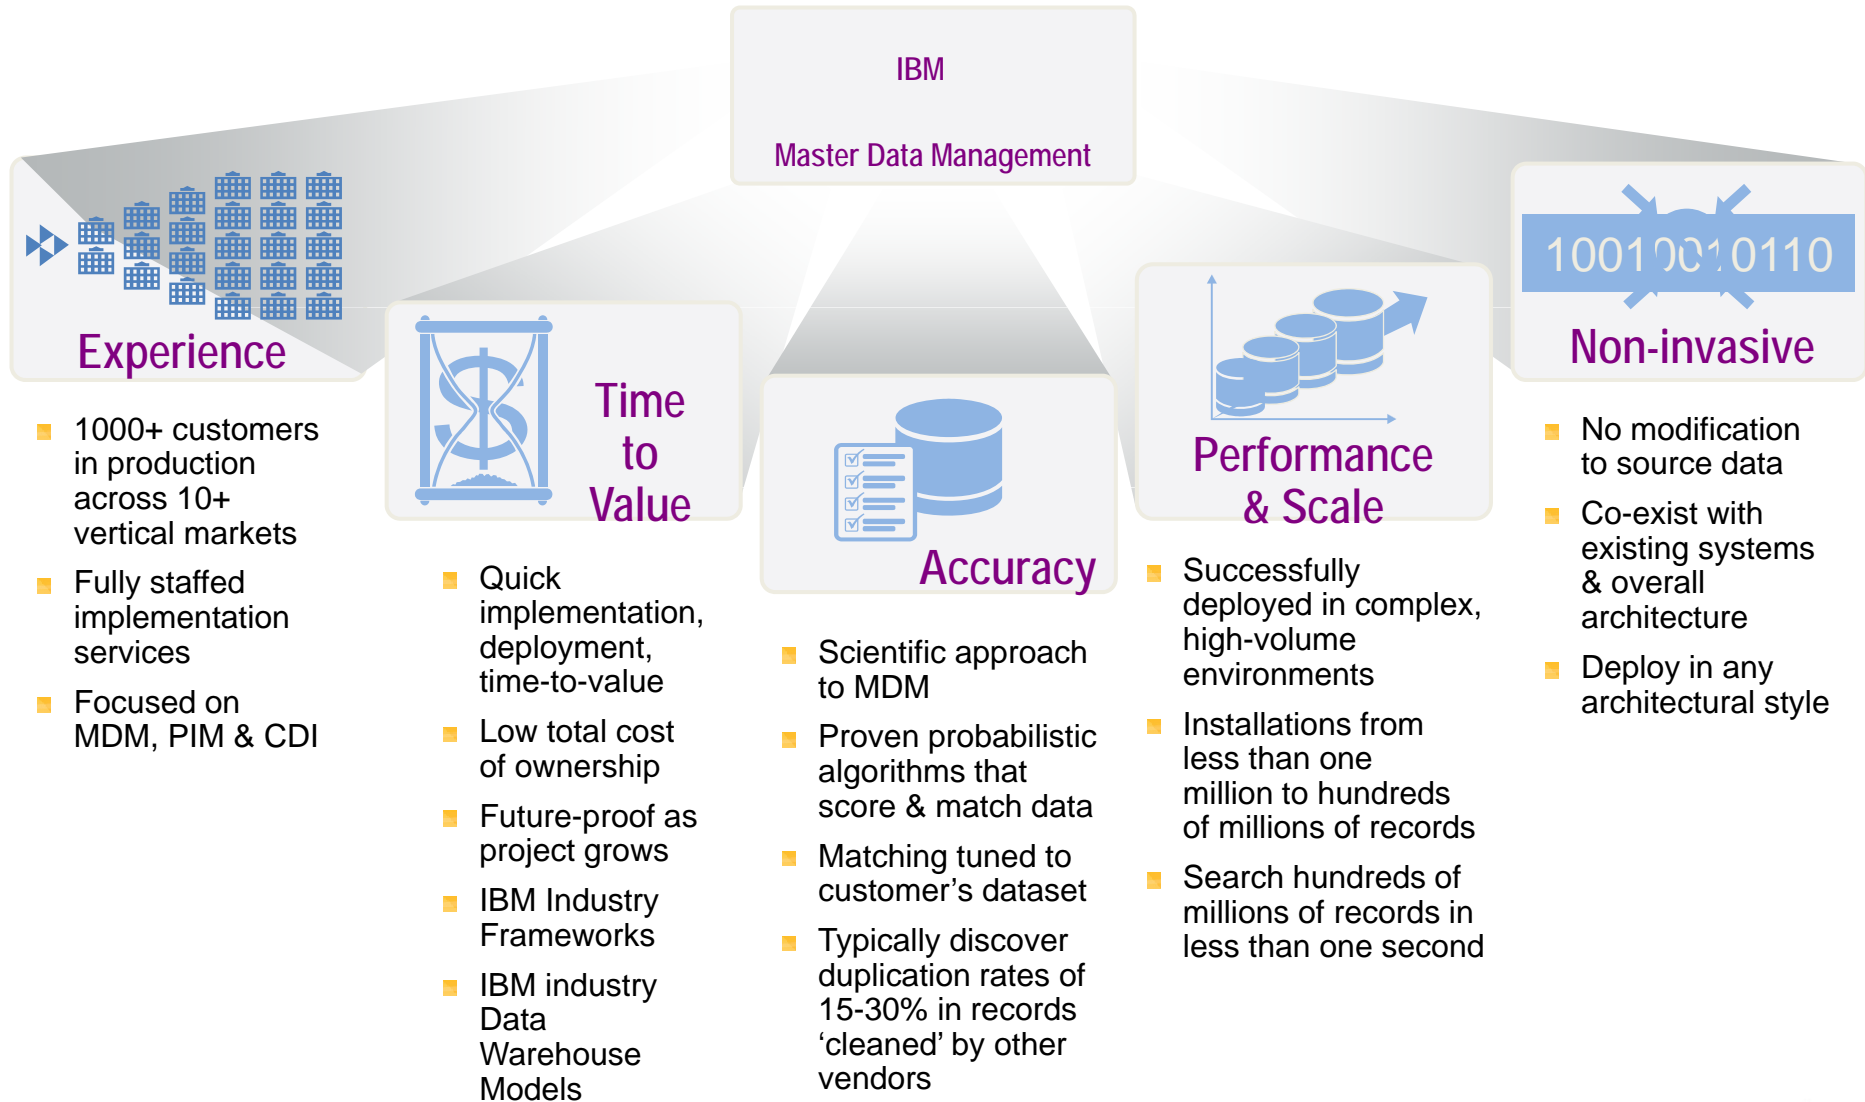 IBM
Master Data Management
Experience
1000+ customers
in production
across 10+
vertical markets
Fully staffed
implementation
services
Focused on
MDM, PIM & CDI
Time
to
Value
Quick
implementation,
deployment,
time-to-value
Low total cost
of ownership
Future-proof as
project grows
IBM Industry
Frameworks
IBM industry
Data
Warehouse
Models
Accuracy
Scientific approach
to MDM
Proven probabilistic
algorithms that
score & match data
Matching tuned to
customer’s dataset
Typically discover
duplication rates of
15-30% in records
‘cleaned’ by other
vendors
Performance
& Scale
Successfully
deployed in complex,
high-volume
environments
Installations from
less than one
million to hundreds
of millions of records
Search hundreds of
millions of records in
less than one second
10010010110
Non-invasive
No modification
to source data
Co-exist with
existing systems
& overall
architecture
Deploy in any
architectural style